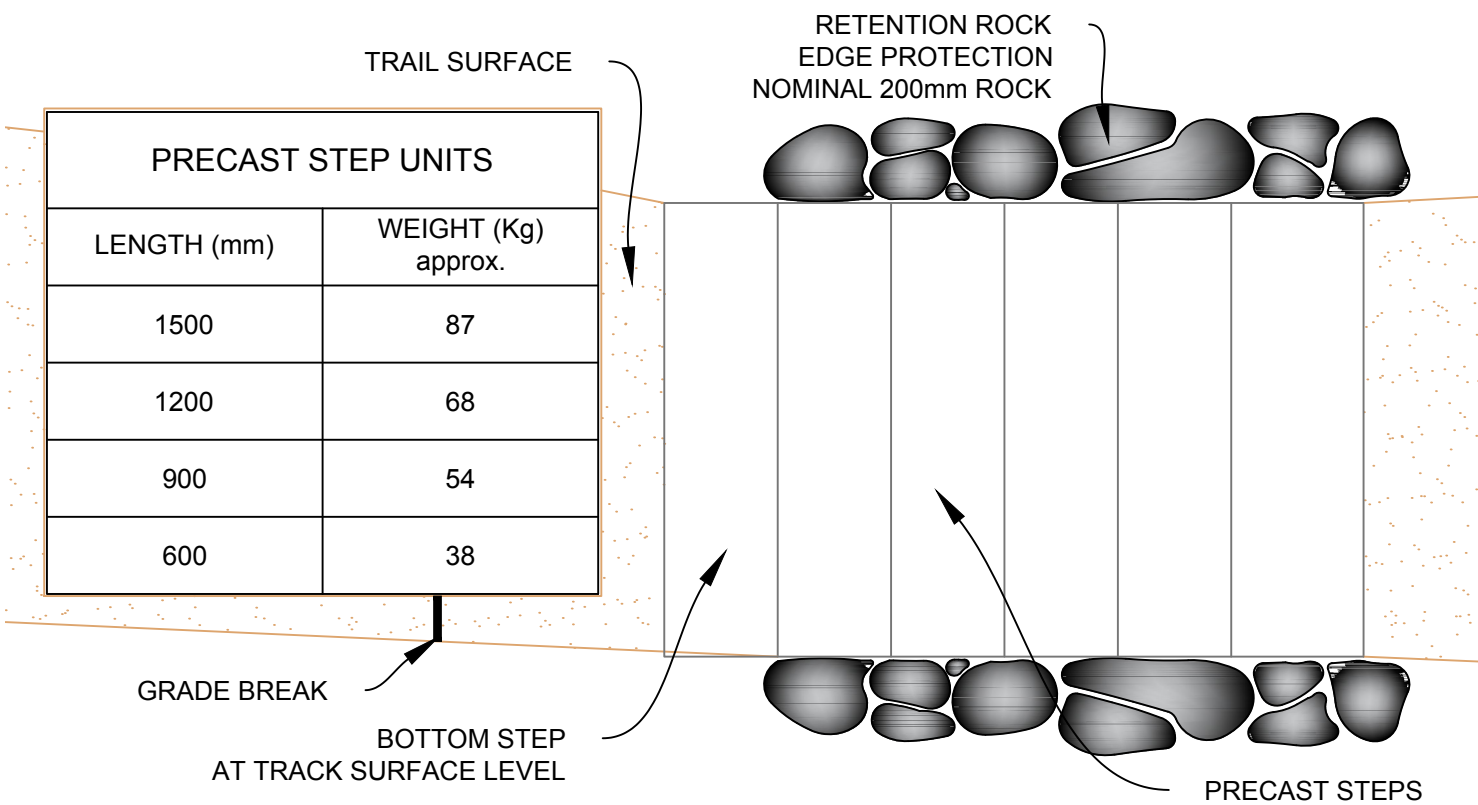 RETENTION ROCK
EDGE PROTECTION
NOMINAL 200mm ROCK
TRAIL SURFACE
PRECAST STEP UNITS
LENGTH (mm) WEIGHT (Kg)
approx.
1500 87
1200 68
900 54
600 38
GRADE BREAK
BOTTOM STEP
AT TRACK SURFACE LEVEL
PRECAST STEPS